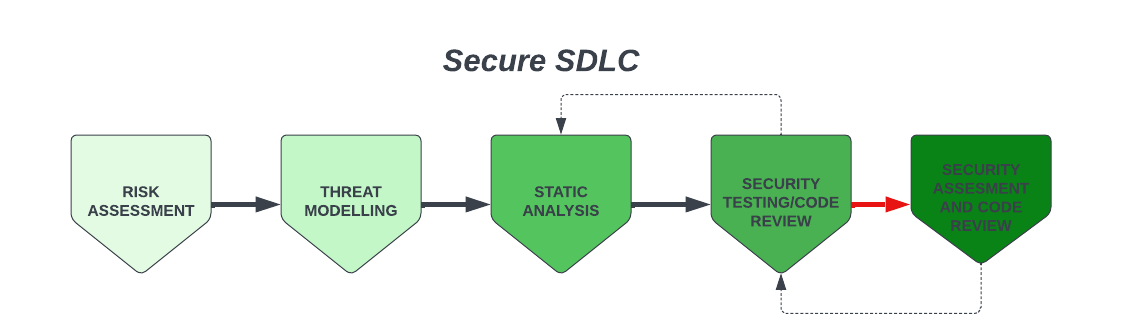 Secure SDLC
RISK
ASSESSMENT
THREAT
MODELLING
STATIC
ANALYSIS
SECURITY
TESTING/CODE
REVIEW
SECURITY
ASSESMENT
AND CODE
REVIEW